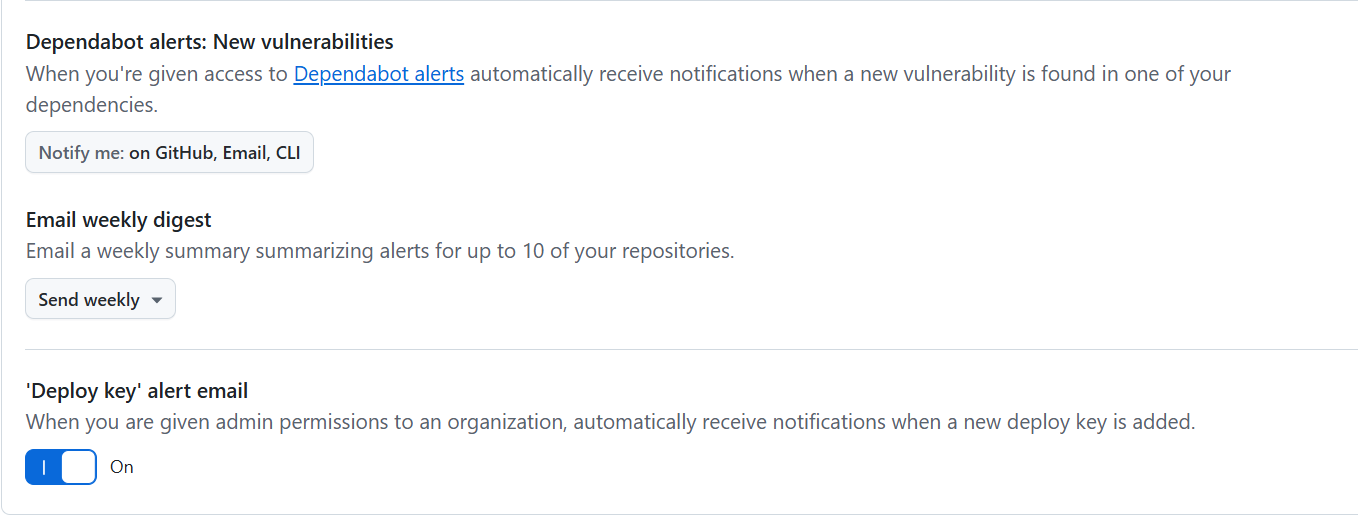 Dependabot alerts: New vulnerabilities
When you're given access to Dependabot alerts automatically receive notifications when a new vulnerability is found in one of your
dependencies.
Notify me: on GitHub, Email, CLI
Email weekly digest
Email a weekly summary summarizing alerts for up to 10 of your repositories.
Send weekly
'Deploy key' alert email
When you are given admin permissions to an organization, automatically receive notifications when a new deploy key is added.
On